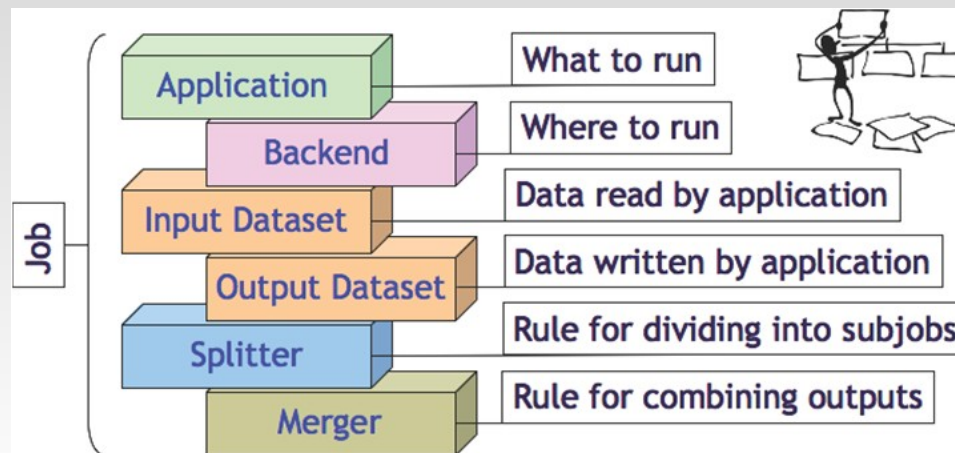 Job
Application
What to run
Backend
Where to run
Input Dataset
Data read by application
Output Dataset
Data written by application
Splitter
Rule for dividing into subjobs
Merger
Rule for combining outputs